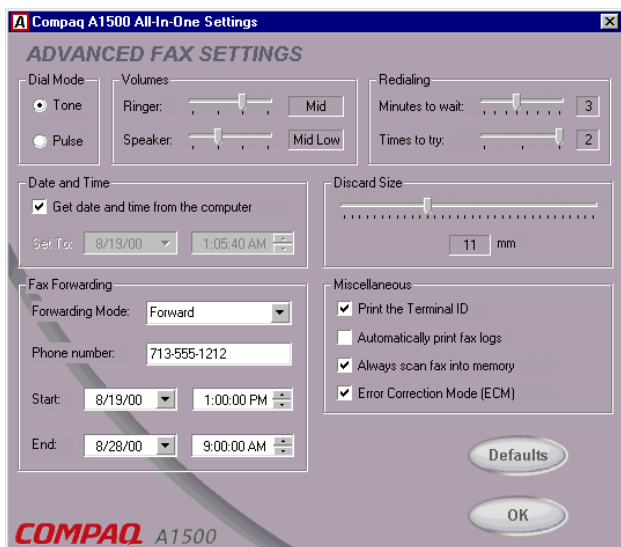 Compaq A1500 All-In-One Settings
ADVANCED FAX SETTINGS
Dial Mode
Tone
Pulse
Volumes
Ringer: Mid
Speaker: Mid Low
Redialing
Minutes to wait: 3
Times to try: 2
Date and Time
Get date and time from the computer
Set To: 8/19/00 1:05:40 AM
Discard Size
11 mm
Fax Forwarding
Forwarding Mode: Forward
Phone number: 713-555-1212
Start: 8/19/00 1:00:00 PM
End: 8/28/00 9:00:00 AM
Miscellaneous
Print the Terminal ID
Automatically print fax logs
Always scan fax into memory
Error Correction Mode (ECM)
Defaults
OK
COMPAQ A1500